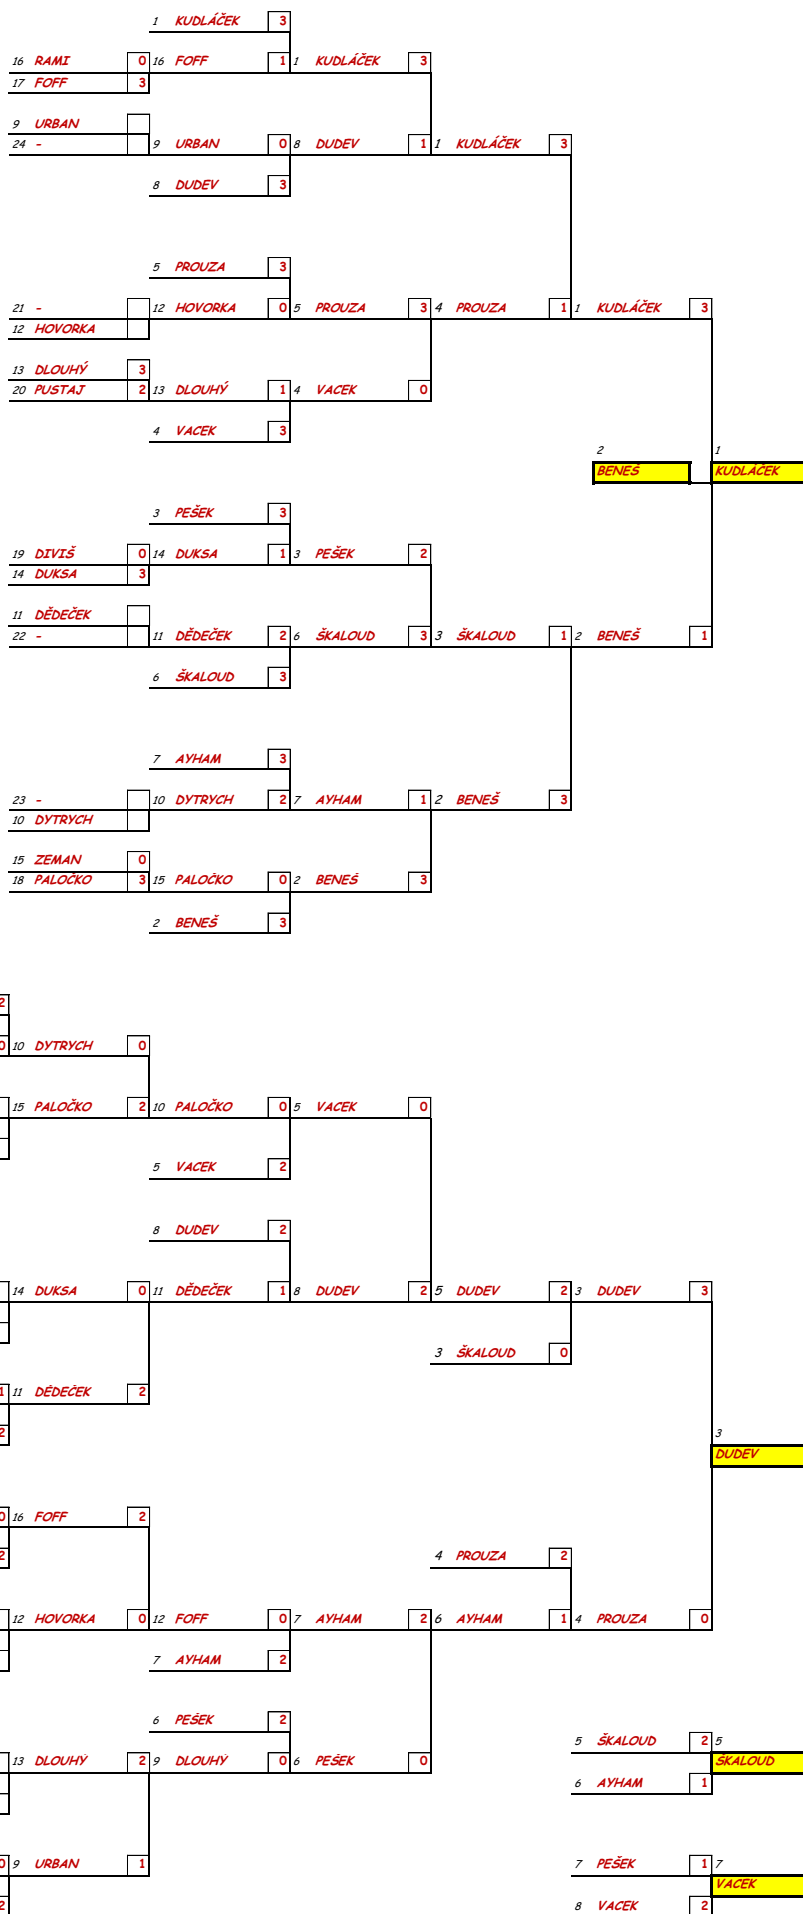 1 KUDLÁČEK 3
16 RAMI 0 16 FOFF 1 1 KUDLÁČEK 3
17 FOFF 3
9 URBAN
24 - 9 URBAN 0 8 DUDEV 1 1 KUDLÁČEK 3
8 DUDEV 3
5 PROUZA 3
21 - 12 HOVORKA 0 5 PROUZA 3 4 PROUZA 1 1 KUDLÁČEK 3
12 HOVORKA
13 DLOUHÝ 3
20 PUSTAJ 2 13 DLOUHÝ 1 4 VACEK 0
4 VACEK 3
2 1
BENEŠ KUDLÁČEK
3 PEŠEK 3
19 DIVIŠ 0 14 DUKSA 1 3 PEŠEK 2
14 DUKSA 3
11 DĚDEČEK
22 - 11 DĚDEČEK 2 6 ŠKALOUD 3 3 ŠKALOUD 1 2 BENEŠ 1
6 ŠKALOUD 3
7 AYHAM 3
23 - 10 DYTRYCH 2 7 AYHAM 1 2 BENEŠ 3
10 DYTRYCH
15 ZEMAN 0
18 PALOČKO 3 15 PALOČKO 0 2 BENEŠ 3
2 BENEŠ 3
2
0 10 DYTRYCH 0
15 PALOČKO 2 10 PALOČKO 0 5 VACEK 0
5 VACEK 2
8 DUDEV 2
14 DUKSA 0 11 DĚDEČEK 1 8 DUDEV 2 5 DUDEV 2 3 DUDEV 3
3 ŠKALOUD 0
1 11 DĚDEČEK 2
2 3
DUDEV
0 16 FOFF 2
2 4 PROUZA 2
12 HOVORKA 0 12 FOFF 0 7 AYHAM 2 6 AYHAM 1 4 PROUZA 0
7 AYHAM 2
6 PEŠEK 2
5 ŠKALOUD 2 5
13 DLOUHÝ 2 9 DLOUHÝ 0 6 PEŠEK 0 ŠKALOUD
6 AYHAM 1
0 9 URBAN 1 7 PEŠEK 1 7
VACEK
2 8 VACEK 2